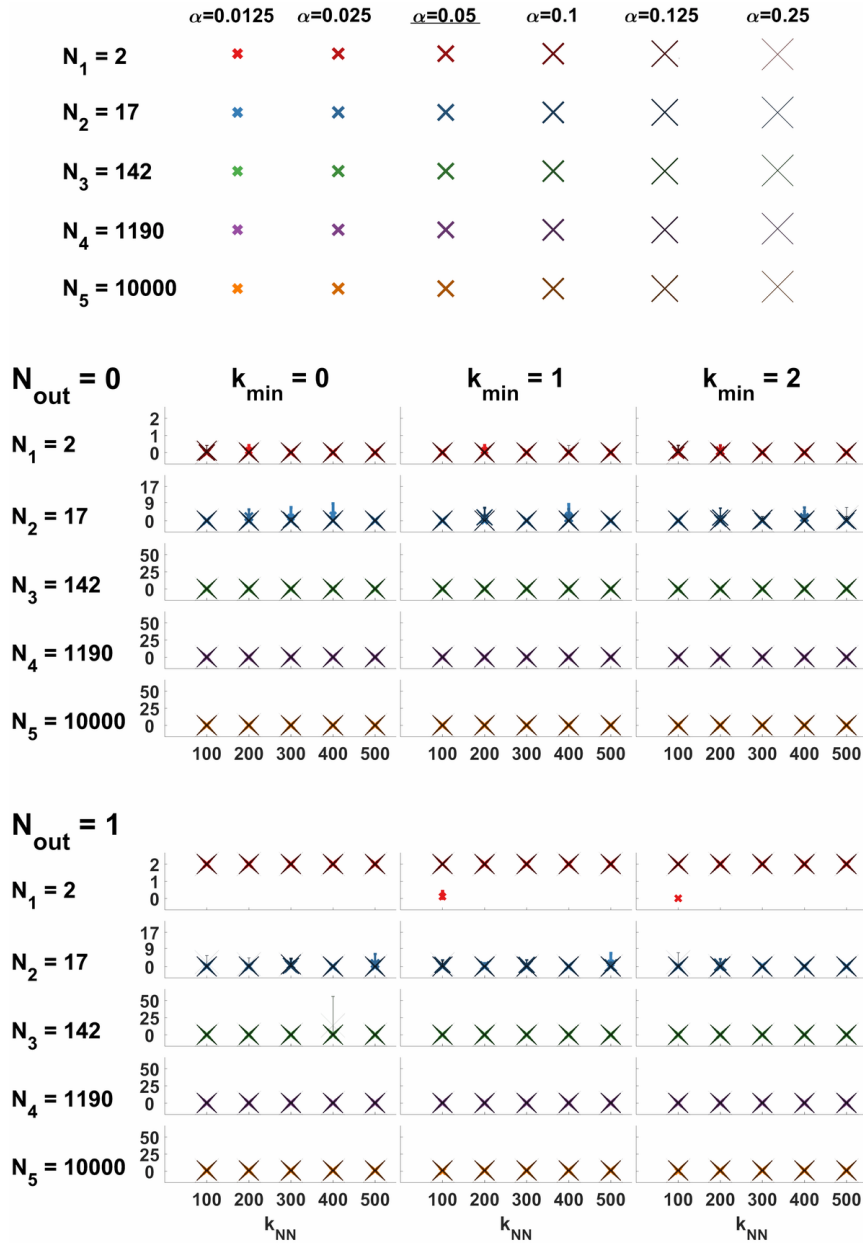 α=0.0125 α=0.025 α=0.05 α=0.1 α=0.125 α=0.25
N1 = 2
N2 = 17
N3 = 142
N4 = 1190
N5 = 10000
Nout = 0 kmin = 0 kmin = 1 kmin = 2
2
1
0
N1 = 2
17
9
0
N2 = 17
50
25
0
N3 = 142
50
25
0
N4 = 1190
50
25
0
N5 = 10000
100 200 300 400 500 100 200 300 400 500 100 200 300 400 500
Nout = 1
2
1
0
N1 = 2
17
9
0
N2 = 17
50
25
0
N3 = 142
50
25
0
N4 = 1190
50
25
0
N5 = 10000
100 200 300 400 500 100 200 300 400 500 100 200 300 400 500
kNN kNN kNN